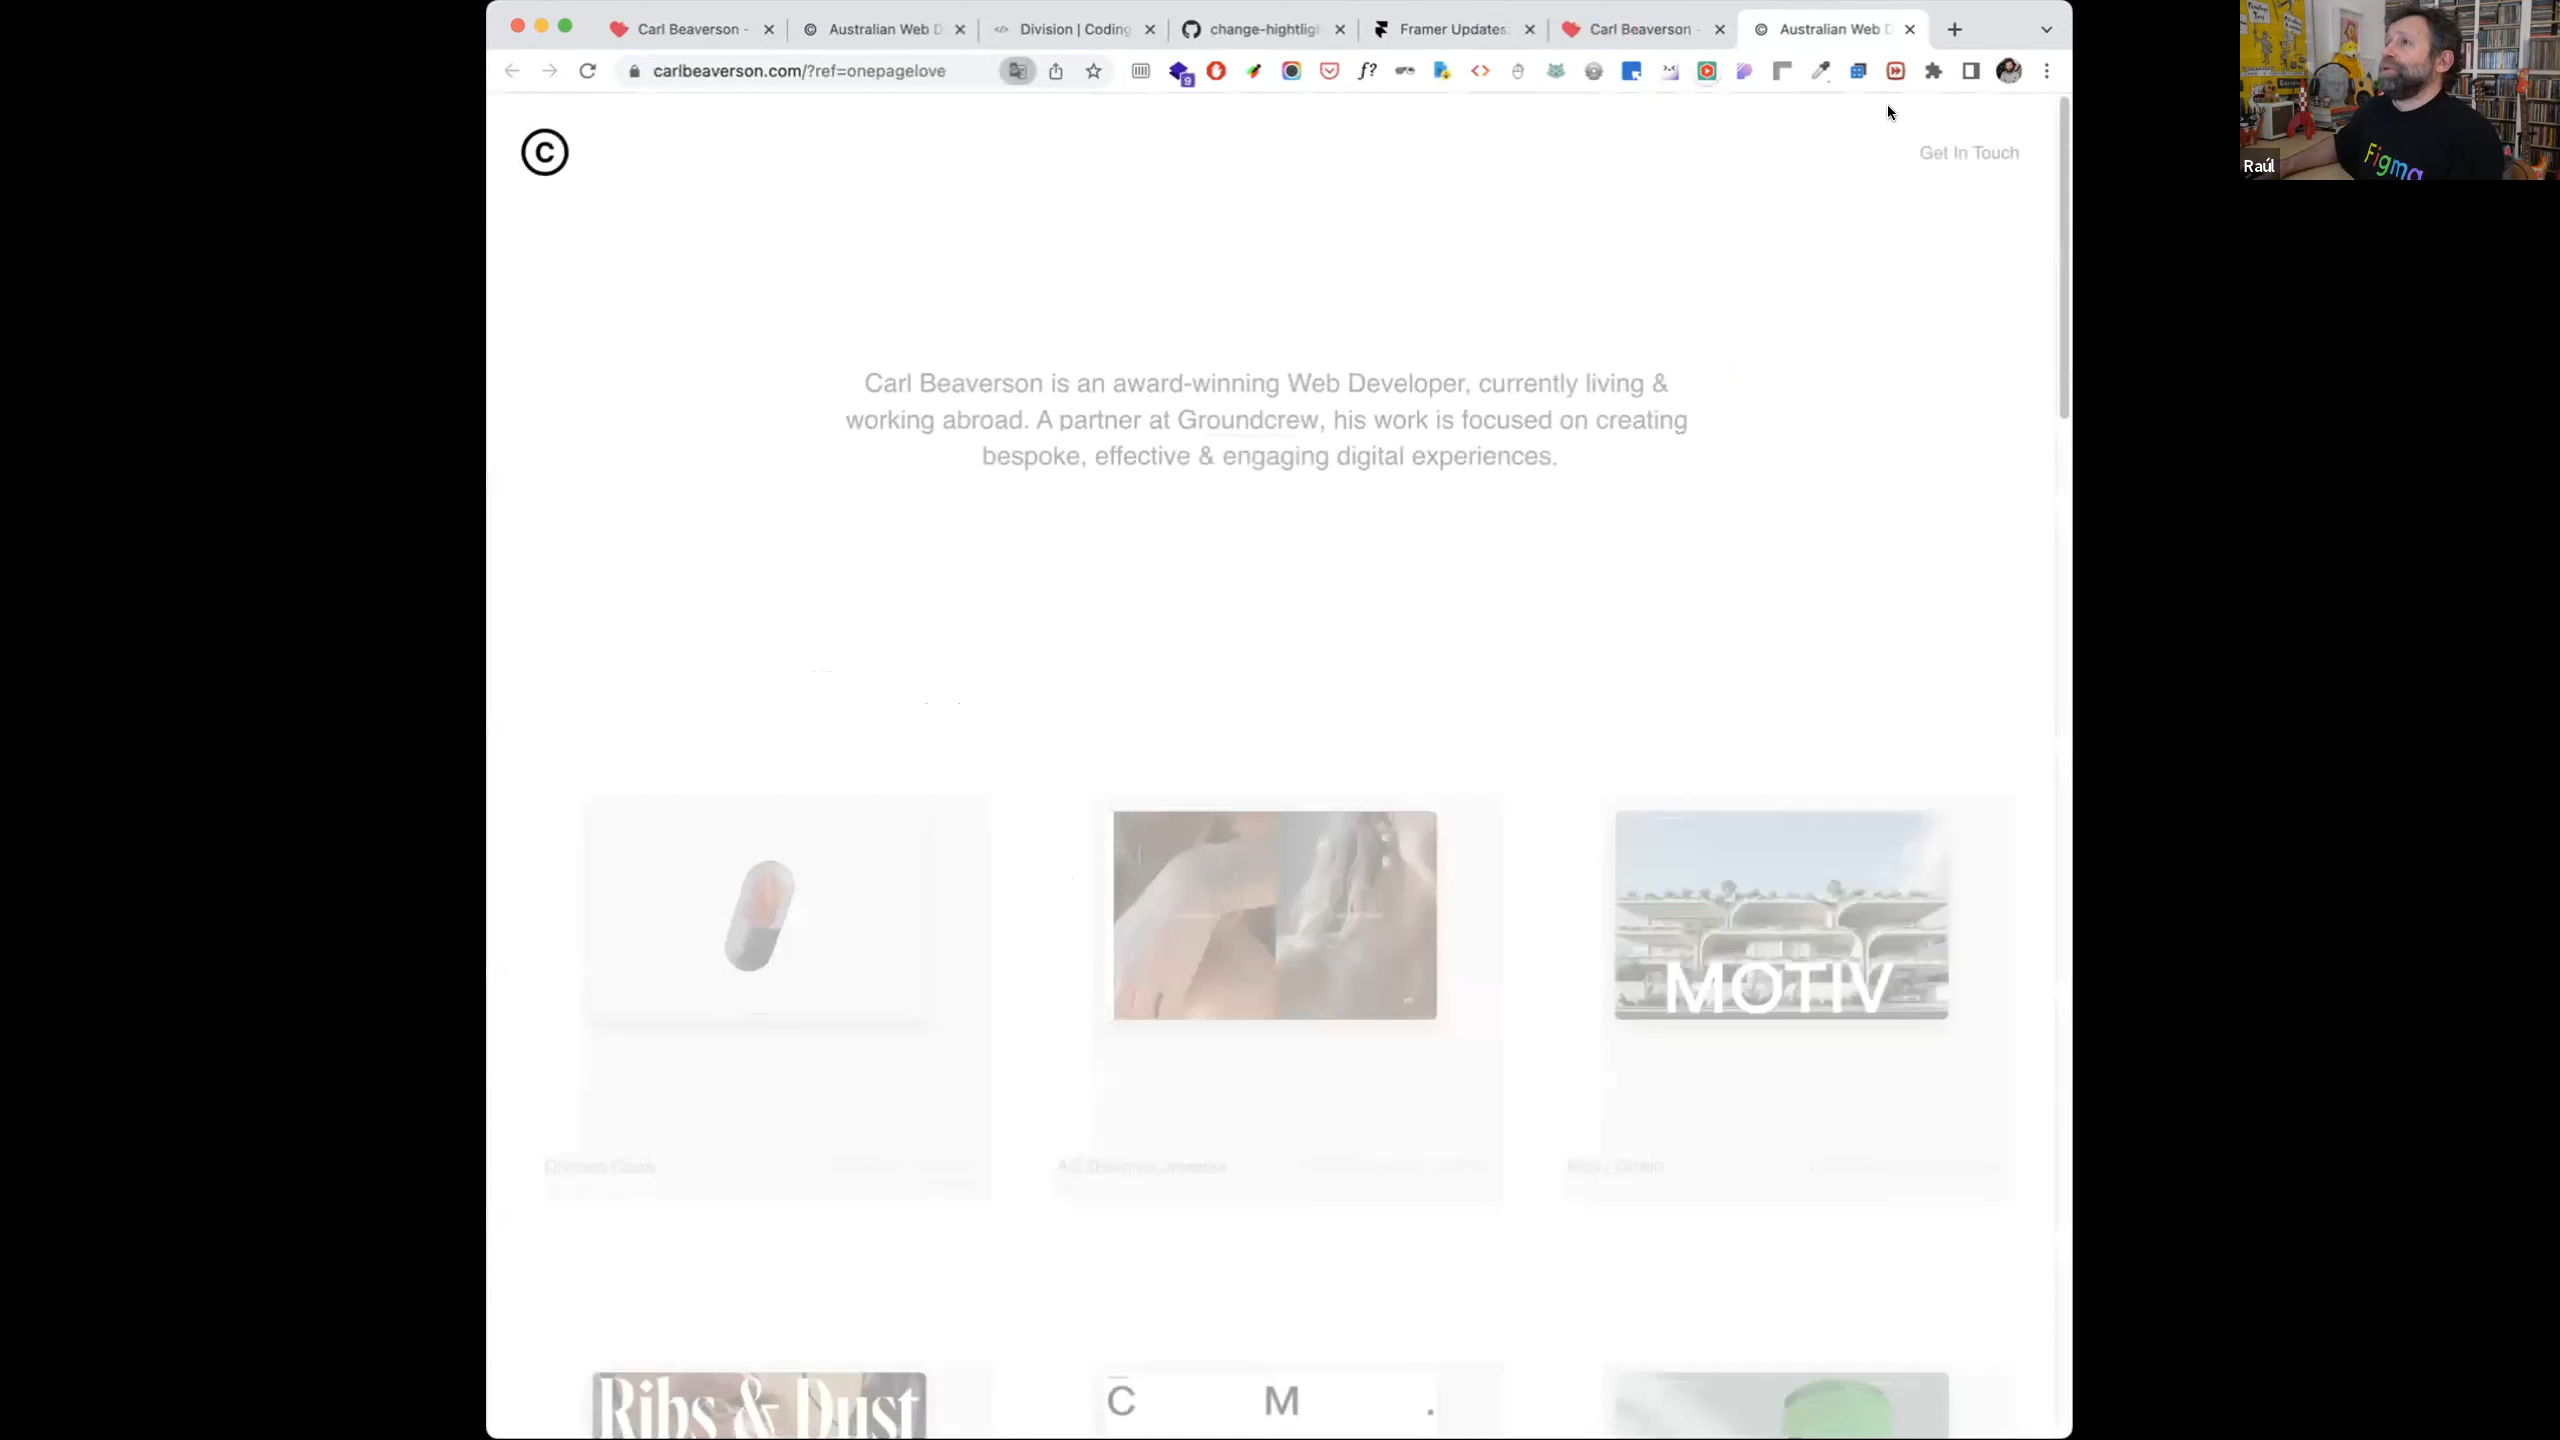 Carl Beaverson -
Australian Web D
Division | Coding
change-hightligh
Framer Updates:
Carl Beaverson -
Australian Web D
carlbeaverson.com/?ref=onepagelove
9
f?
C
Get In Touch
Raúl
Figma
Carl Beaverson is an award-winning Web Developer, currently living &
working abroad. A partner at Groundcrew, his work is focused on creating
bespoke, effective & engaging digital experiences.
MOTIV
Ribs & Dust
C M .